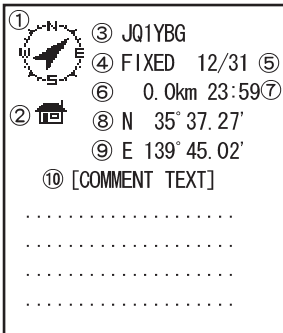 ① N
W E
S
③ JQ1YBG
④ FIXED 12/31 ⑤
⑥ 0.0km 23:59⑦
②
⑧ N 35°37.27'
⑨ E 139°45.02'
⑩ [COMMENT TEXT]
....................
....................
....................
....................